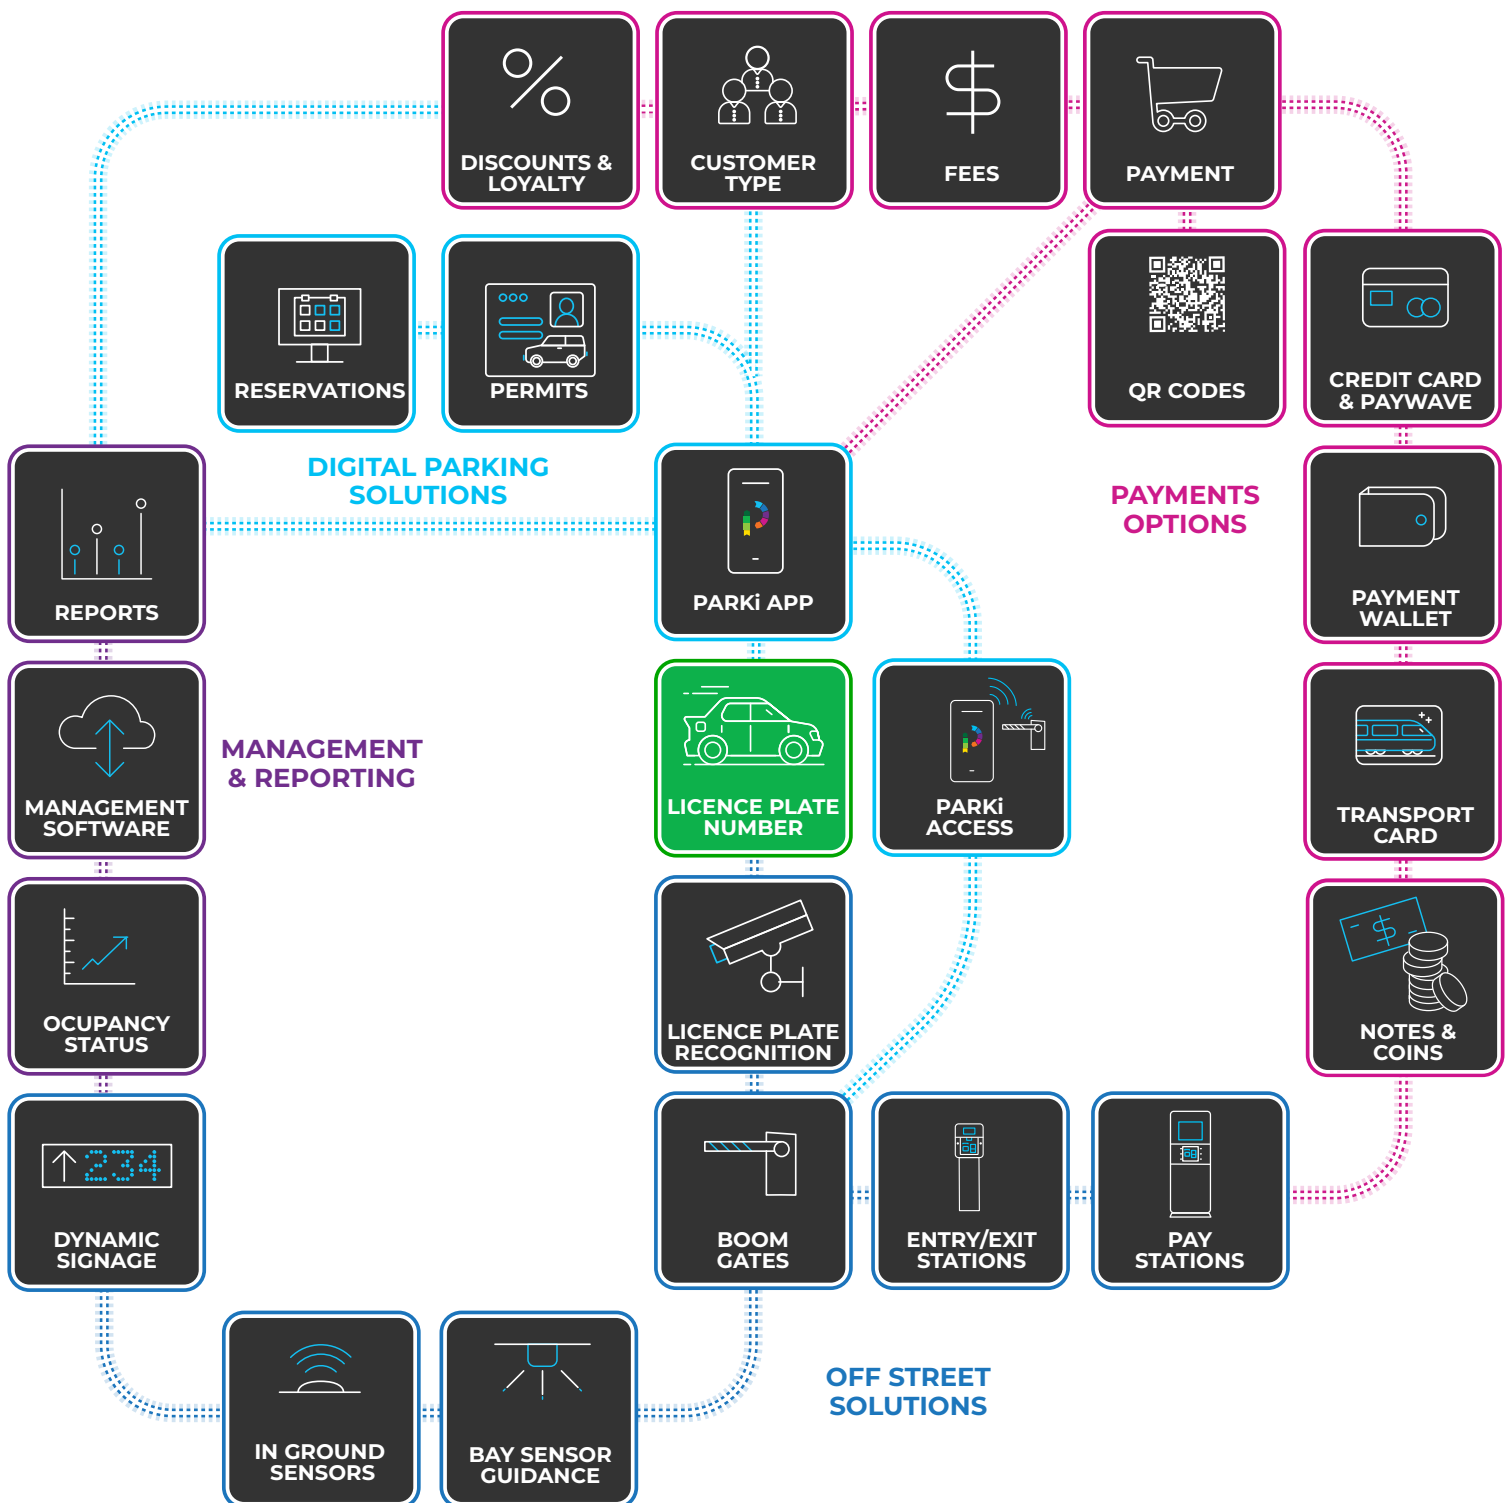 DISCOUNTS &
LOYALTY
CUSTOMER
TYPE
FEES
PAYMENT
RESERVATIONS
PERMITS
QR CODES
CREDIT CARD
& PAYWAVE
DIGITAL PARKING
SOLUTIONS
PAYMENTS
OPTIONS
REPORTS
PARKi APP
PAYMENT
WALLET
MANAGEMENT
& REPORTING
MANAGEMENT
SOFTWARE
LICENCE PLATE
NUMBER
PARKi
ACCESS
TRANSPORT
CARD
OCUPANCY
STATUS
LICENCE PLATE
RECOGNITION
NOTES &
COINS
234
DYNAMIC
SIGNAGE
BOOM
GATES
ENTRY/EXIT
STATIONS
PAY
STATIONS
OFF STREET
SOLUTIONS
IN GROUND
SENSORS
BAY SENSOR
GUIDANCE